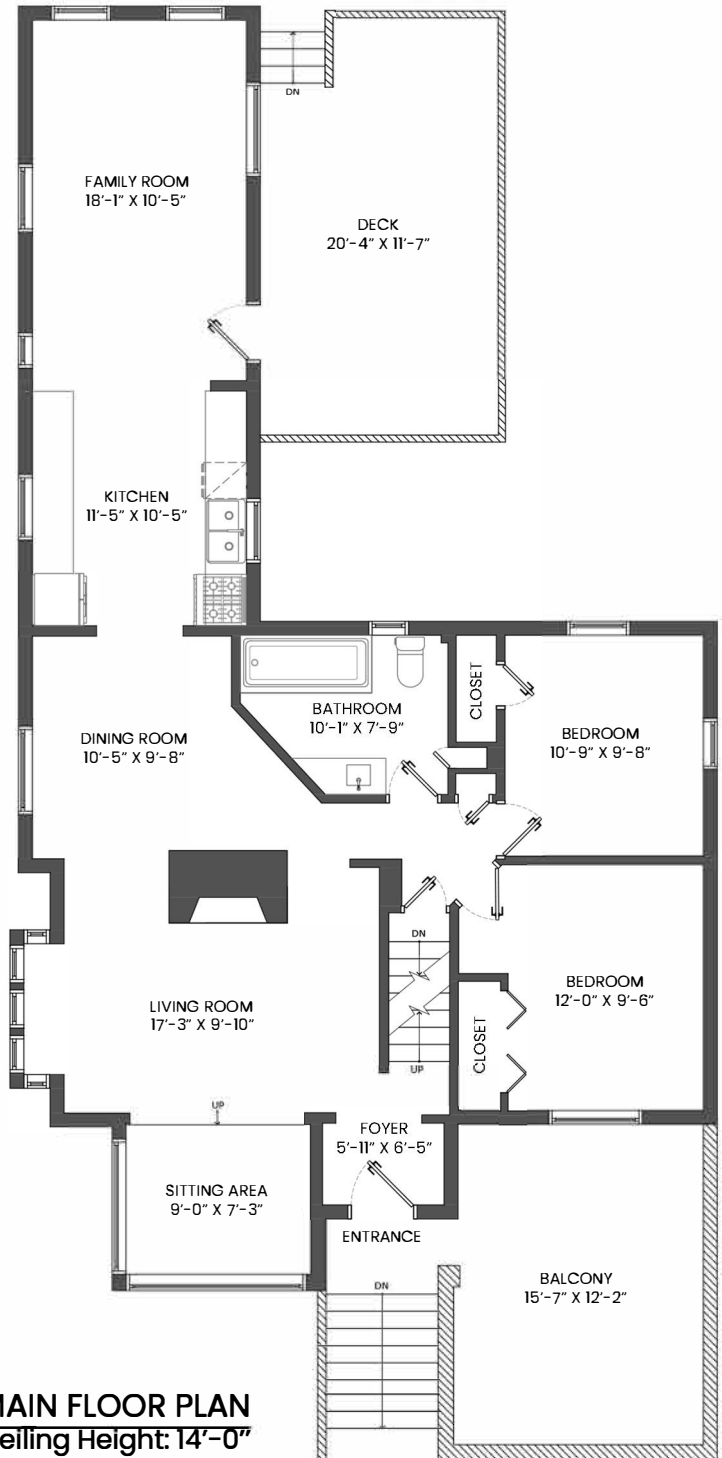 DN
FAMILY ROOM
18'-1" X 10'-5"
DECK
20'-4" X 11'-7"
KITCHEN
11'-5" X 10'-5"
CLOSET
BATHROOM
10'-1" X 7'-9"
DINING ROOM
10'-5" X 9'-8"
BEDROOM
10'-9" X 9'-8"
DN
BEDROOM
12'-0" X 9'-6"
LIVING ROOM
17'-3" X 9'-10"
CLOSET
UP
UP
FOYER
5'-11" X 6'-5"
SITTING AREA
9'-0" X 7'-3"
ENTRANCE
DN
BALCONY
15'-7" X 12'-2"
MAIN FLOOR PLAN
eiling Height: 14'-0"